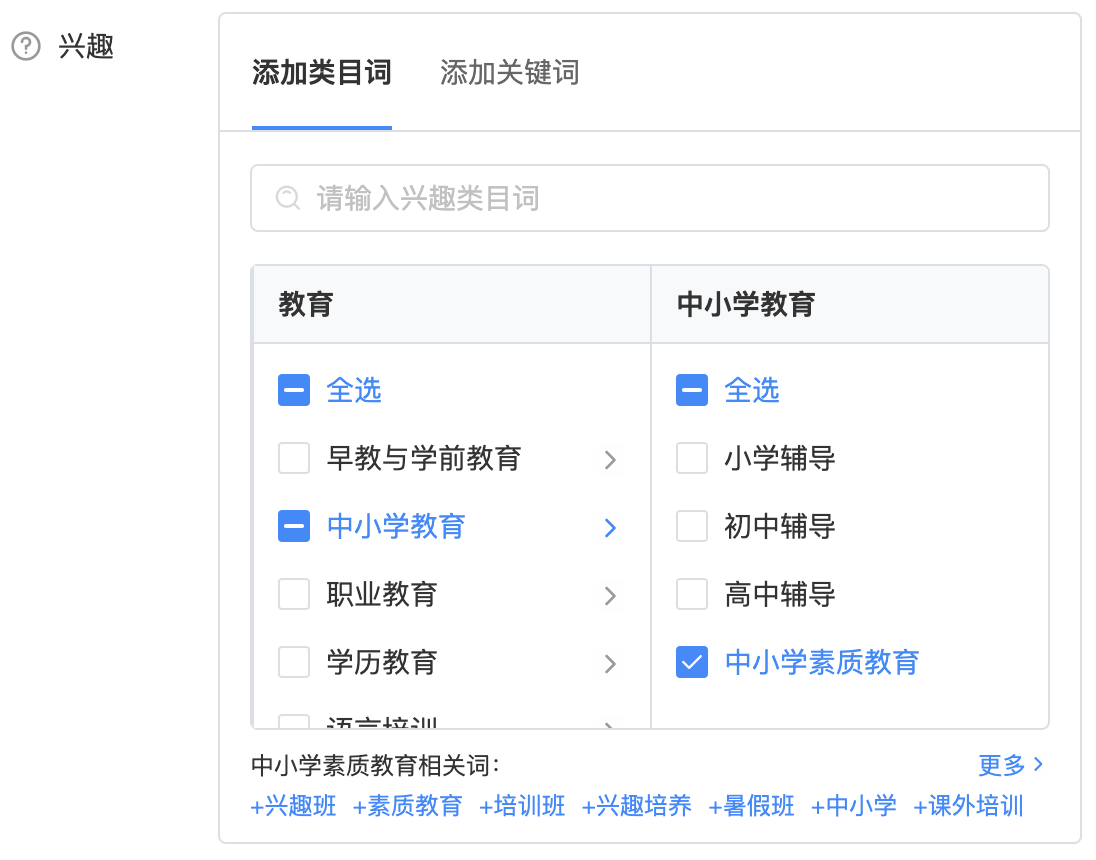 兴趣
添加类目词 添加关键词
请输入兴趣类目词
教育 中小学教育
全选 全选
早教与学前教育 小学辅导
中小学教育 初中辅导
职业教育 高中辅导
学历教育 中小学素质教育
语言培训
中小学素质教育相关词： 更多
+兴趣班 +素质教育 +培训班 +兴趣培养 +暑假班 +中小学 +课外培训